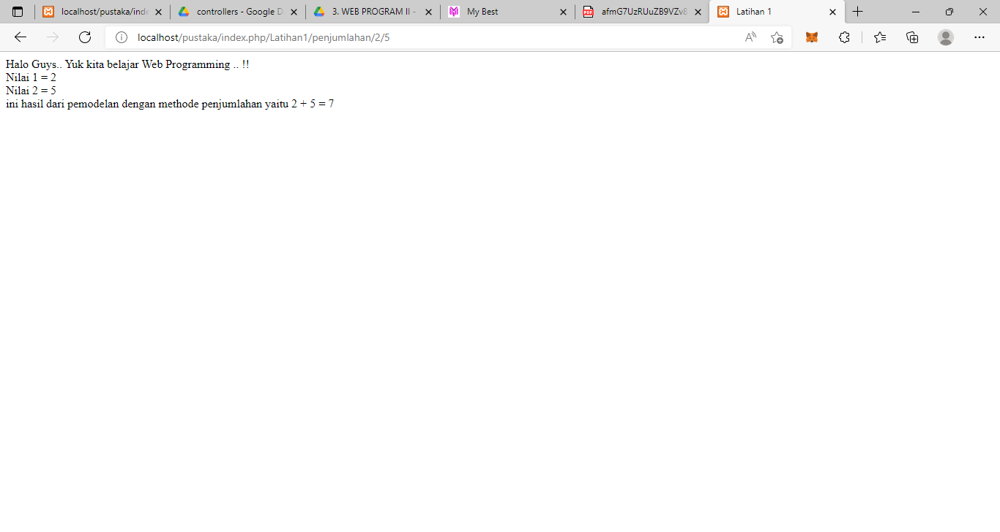 localhost/pustaka/inde
controllers - Google D
3. WEB PROGRAM II -
My Best
PDF
afmG7UzRUuZB9VZv8
Latihan 1
localhost/pustaka/index.php/Latihan1/penjumlahan/2/5
Halo Guys.. Yuk kita belajar Web Programming .. !!
Nilai 1 = 2
Nilai 2 = 5
ini hasil dari pemodelan dengan methode penjumlahan yaitu 2 + 5 = 7